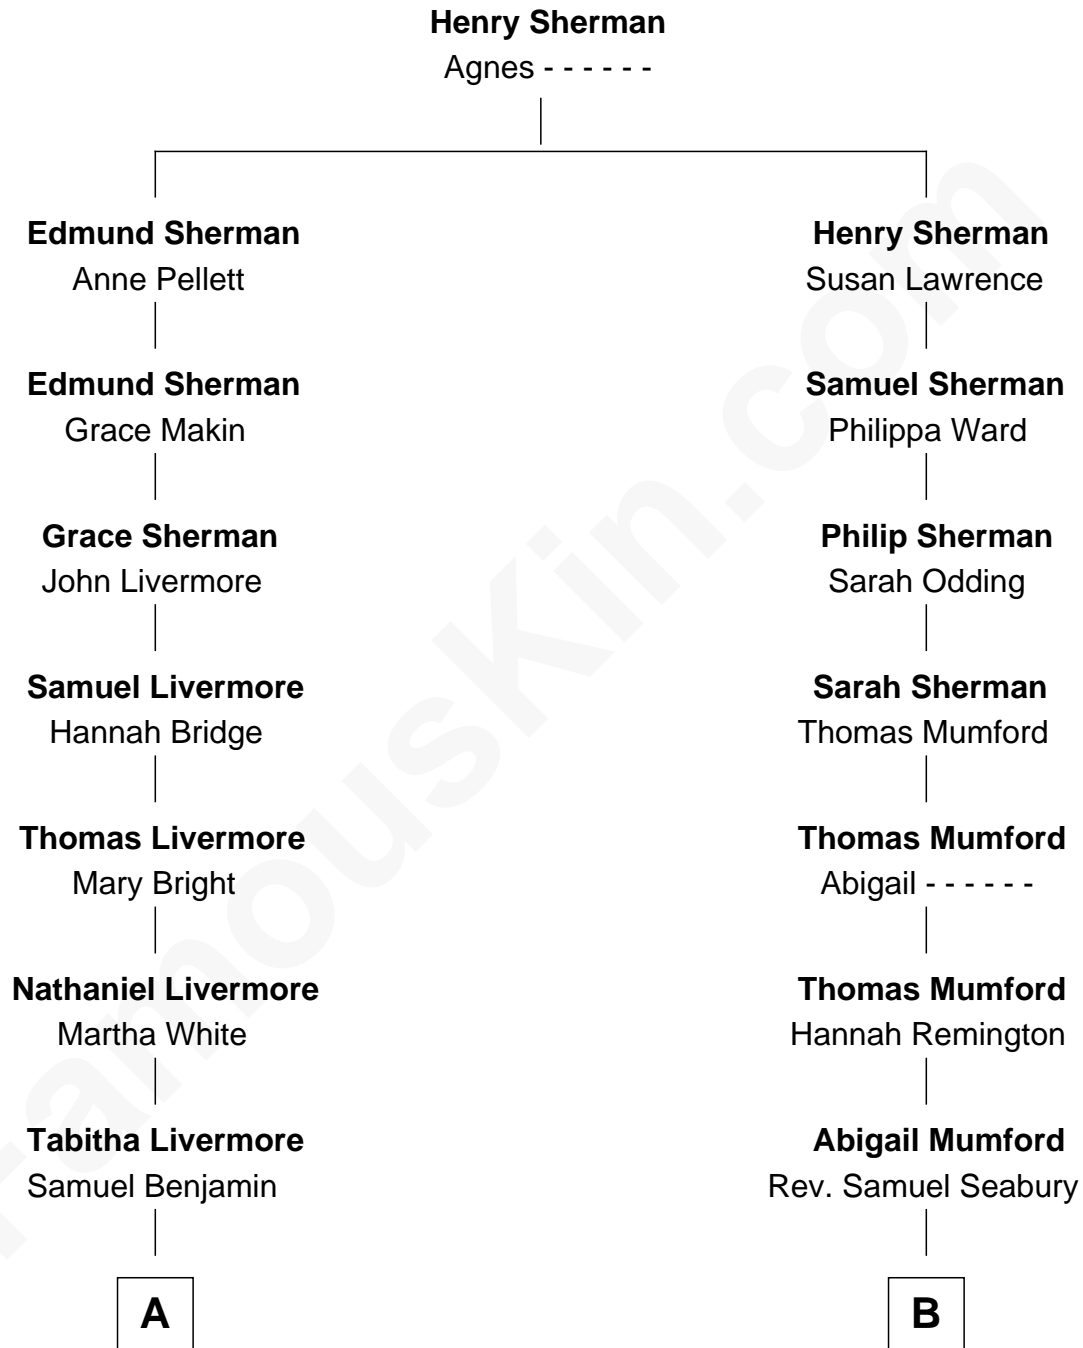 Henry Sherman
Agnes - - - - - -
Edmund Sherman
Anne Pellett
Henry Sherman
Susan Lawrence
Edmund Sherman
Grace Makin
Samuel Sherman
Philippa Ward
Grace Sherman
John Livermore
Philip Sherman
Sarah Odding
Samuel Livermore
Hannah Bridge
Sarah Sherman
Thomas Mumford
Thomas Livermore
Mary Bright
Thomas Mumford
Abigail - - - - - -
Nathaniel Livermore
Martha White
Thomas Mumford
Hannah Remington
Tabitha Livermore
Samuel Benjamin
Abigail Mumford
Rev. Samuel Seabury
A
B
FamousKin.com